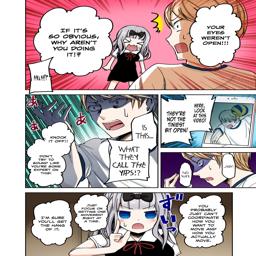 IF IT'S
SO OBVIOUS,
WHY AREN'T
YOU DOING
IT!?
YOUR
EYES
WEREN'T
OPEN!!!
HUH!?
KNOCK
IT OFF!!
DON'T
TRY TO
SOUND LIKE
YOU'RE SOME
EXPERT ON
THIS!
IS
THIS...
WHAT
THEY
CALL THE
YIPS!?
THEY'RE
NOT THE
TINIEST
BIT OPEN!
HERE,
LOOK AT
THIS
VIDEO!
I'M SURE
YOU'LL GET
THE HANG
OF IT.
JUST
FOCUS ON
GETTING ONE
MOVEMENT
RIGHT AT
A TIME.
YOU
PROBABLY
JUST CAN'T
COORDINATE
HOW YOU
WANT TO
MOVE AND
HOW YOU
ACTUALLY
MOVE.